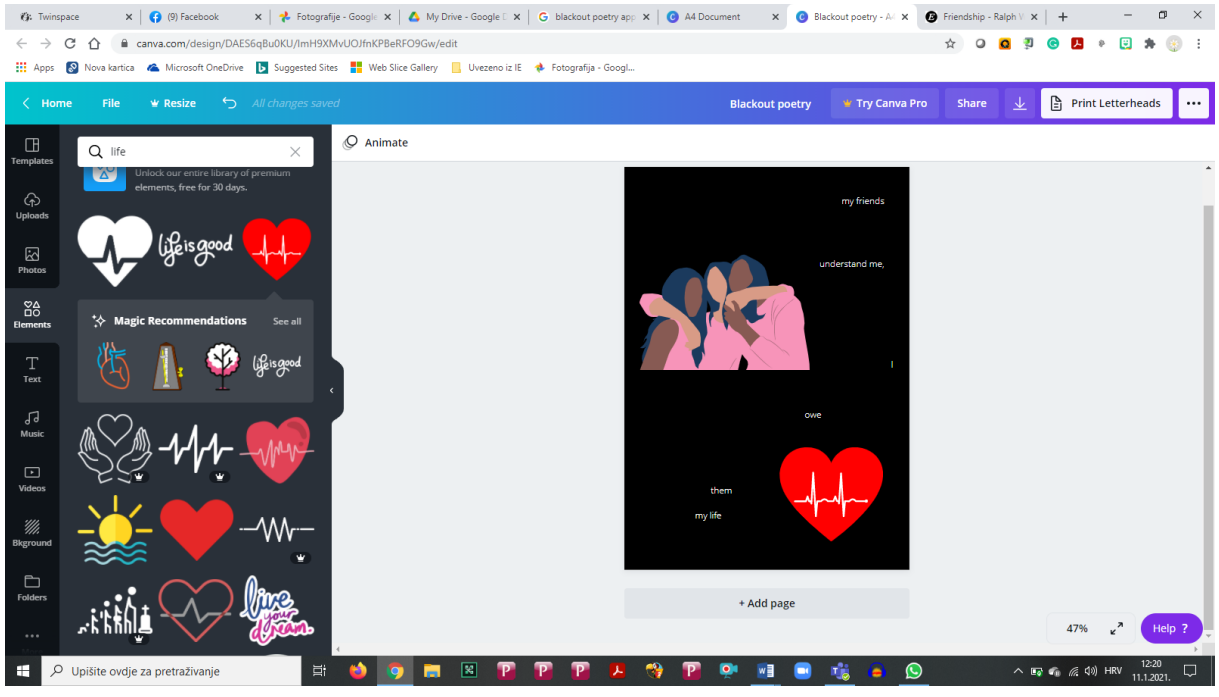 Twinspace
(9) Facebook
Fotografije - Google
My Drive - Google D
blackout poetry app
A4 Document
Blackout poetry - A4
Friendship - Ralph W
canva.com/design/DAES6qBu0KU/ImH9XMvUOJfnKPBeRFO9Gw/edit
Apps
Nova kartica
Microsoft OneDrive
Suggested Sites
Web Slice Gallery
Uvezeno iz IE
Fotografija - Googl...
Home
File
Resize
All changes saved
Blackout poetry
Try Canva Pro
Share
Print Letterheads
Templates
Uploads
Photos
Elements
Text
Music
Videos
Bkground
Folders
More
life
Unlock our entire library of premium
elements, free for 30 days.
life is good
Magic Recommendations
See all
life is good
live
your
dream.
Animate
my friends
understand me,
I
owe
them
my life
+ Add page
47%
Help ?
Upišite ovdje za pretraživanje
HRV
12:20
11.1.2021.